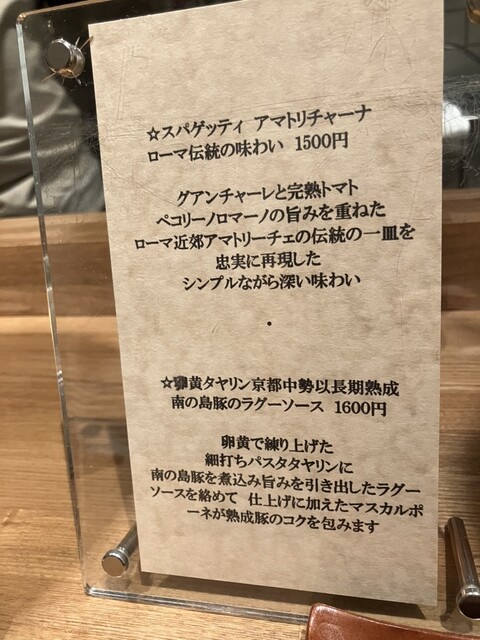 ☆スパゲッティ アマトリチャーナ
ローマ伝統の味わい 1500円
グアンチャーレと完熟トマト
ペコリーノロマーノの旨みを重ねた
ローマ近郊アマトリーチェの伝統の一皿を
忠実に再現した
シンプルながら深い味わい
・
☆卵黄タヤリン京都中勢以長期熟成
南の島豚のラグーソース 1600円
卵黄で練り上げた
細打ちパスタタヤリンに
南の島豚を煮込み旨みを引き出したラグー
ソースを絡めて 仕上げに加えたマスカルポ
ーネが熟成豚のコクを包みます